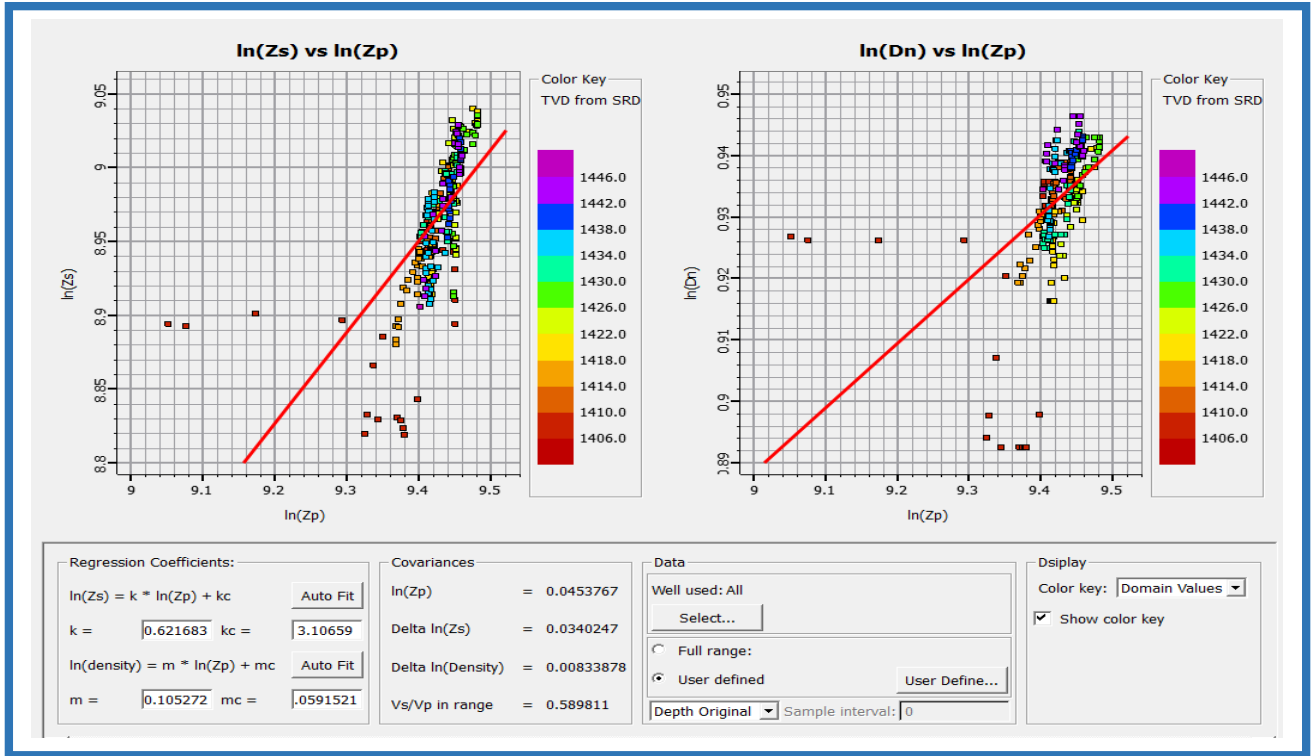 ln(Zs) vs ln(Zp)
9.05
9
8.95
8.9
8.85
8.8
ln(Zs)
9 9.1 9.2 9.3 9.4 9.5
ln(Zp)
Color Key
TVD from SRD
1446.0
1442.0
1438.0
1434.0
1430.0
1426.0
1422.0
1418.0
1414.0
1410.0
1406.0
ln(Dn) vs ln(Zp)
0.95
0.94
0.93
0.92
0.91
0.9
0.89
ln(Dn)
9 9.1 9.2 9.3 9.4 9.5
ln(Zp)
Color Key
TVD from SRD
1446.0
1442.0
1438.0
1434.0
1430.0
1426.0
1422.0
1418.0
1414.0
1410.0
1406.0
Regression Coefficients:
ln(Zs) = k * ln(Zp) + kc Auto Fit
k = 0.621683 kc = 3.10659
ln(density) = m * ln(Zp) + mc Auto Fit
m = 0.105272 mc = .0591521
Covariances
ln(Zp) = 0.0453767
Delta ln(Zs) = 0.0340247
Delta ln(Density) = 0.00833878
Vs/Vp in range = 0.589811
Data
Well used: All
Select...
Full range:
User defined User Define...
Depth Original Sample interval: 0
Dsiplay
Color key: Domain Values
Show color key